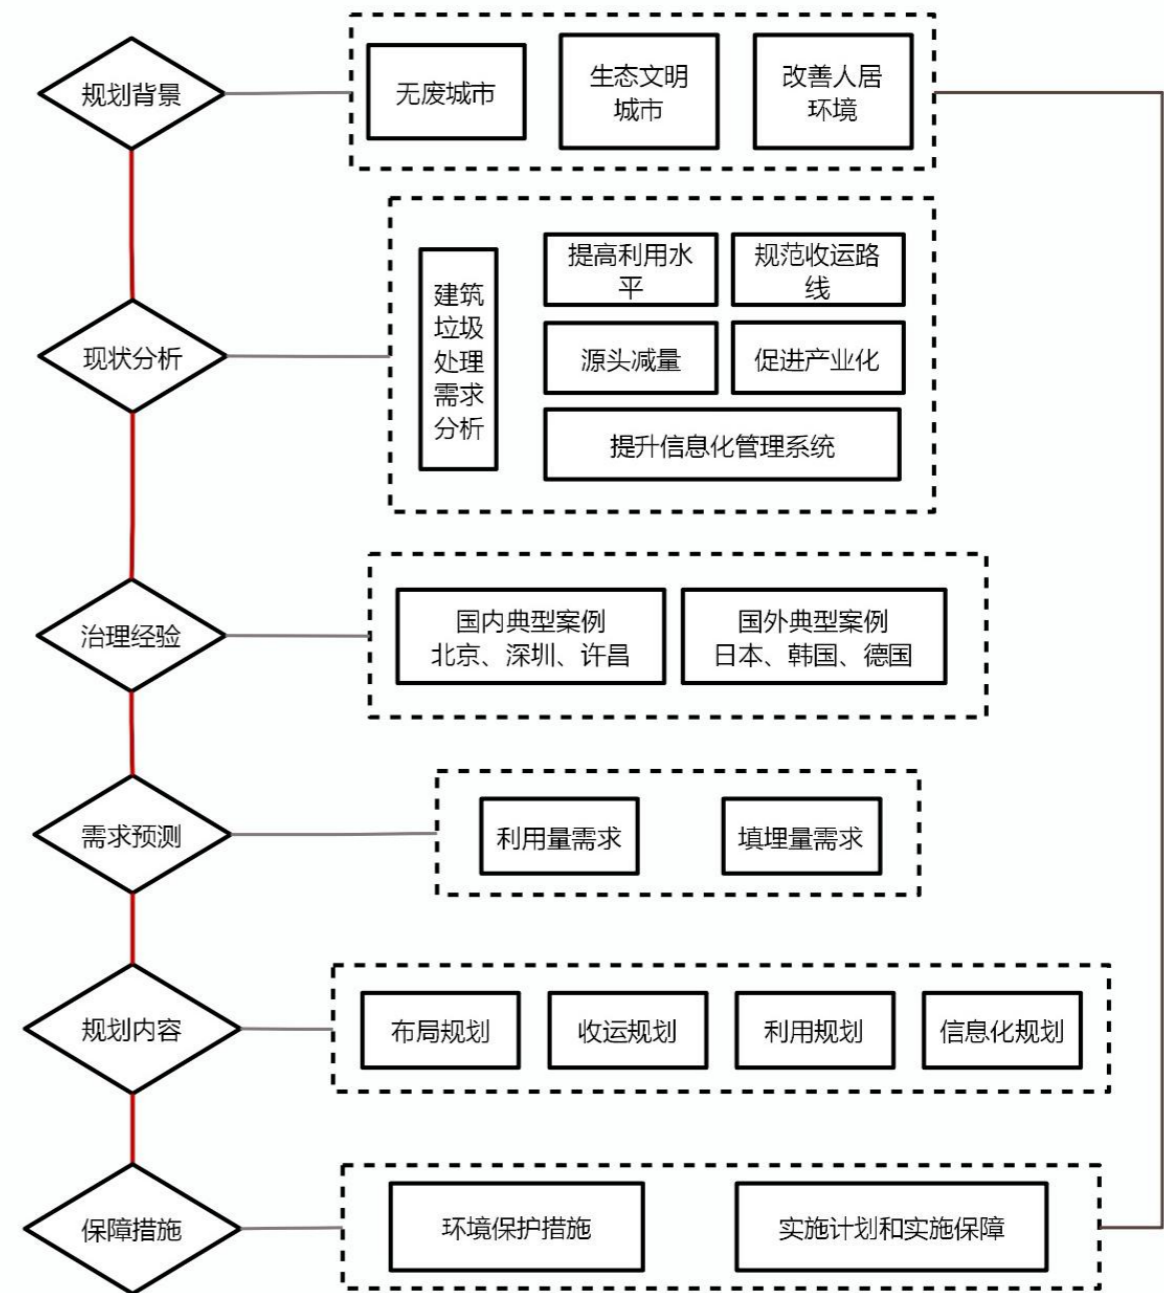 规划背景
无废城市
生态文明
城市
改善人居
环境
现状分析
建筑
垃圾
处理
需求
分析
提高利用水
平
规范收运路
线
源头减量
促进产业化
提升信息化管理系统
治理经验
国内典型案例
北京、深圳、许昌
国外典型案例
日本、韩国、德国
需求预测
利用量需求
填埋量需求
规划内容
布局规划
收运规划
利用规划
信息化规划
保障措施
环境保护措施
实施计划和实施保障